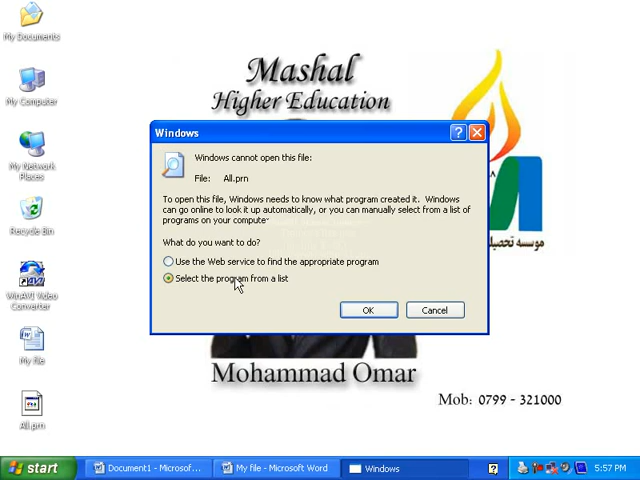 My Documents
My Computer
My Network
Places
Recycle Bin
WinAVI Video
Converter
My file
All.prn
Mashal
Higher Education
موسسه تحصیل
Windows
Windows cannot open this file:
File: All.prn
To open this file, Windows needs to know what program created it. Windows
can go online to look it up automatically, or you can manually select from a list of
programs on your computer
What do you want to do?
Use the Web service to find the appropriate program
Select the program from a list
OK
Cancel
Mohammad Omar
Mob: 0799 - 321000
start
Document1 - Microsof...
My file - Microsoft Word
Windows
5:57 PM